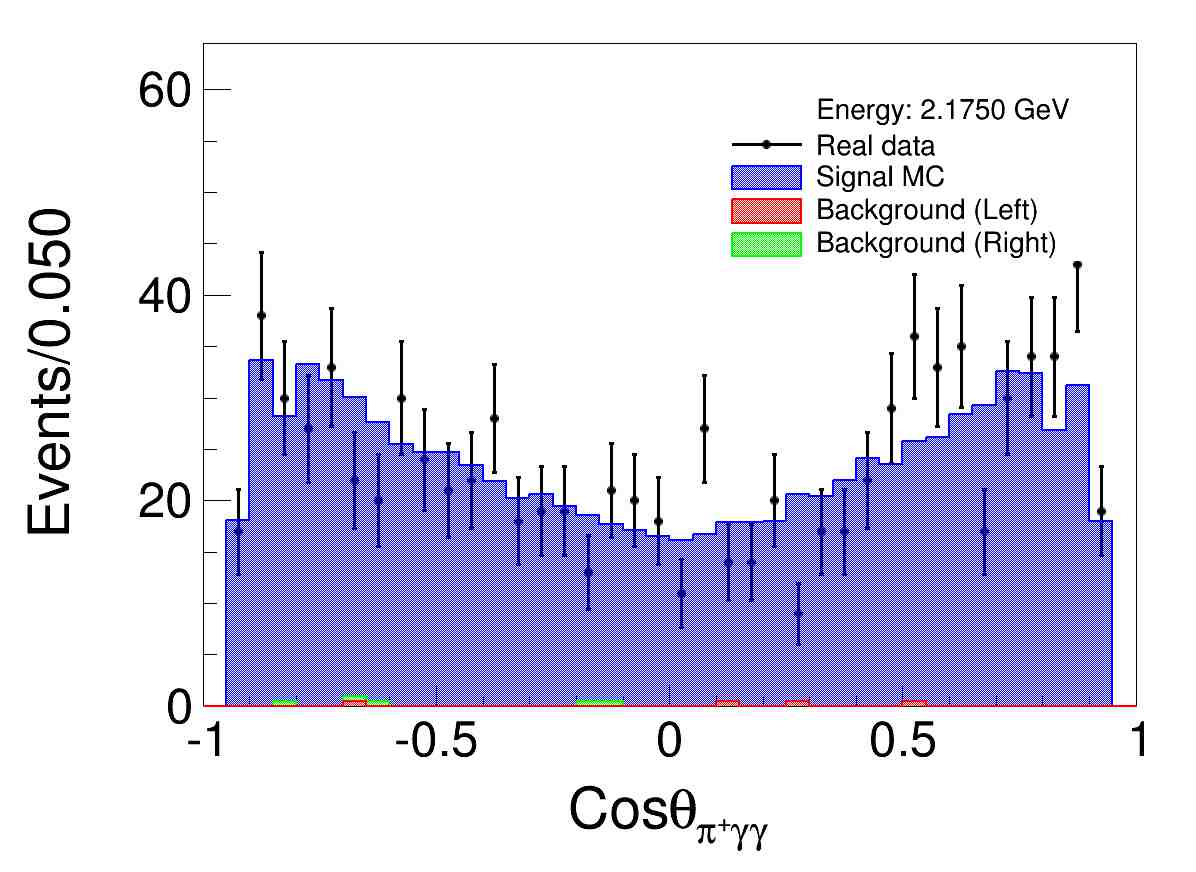 60
40
20
0
Events/0.050
Energy: 2.1750 GeV
Real data
Signal MC
Background (Left)
Background (Right)
-1 -0.5 0 0.5 1
Cosθπ⁺γγ